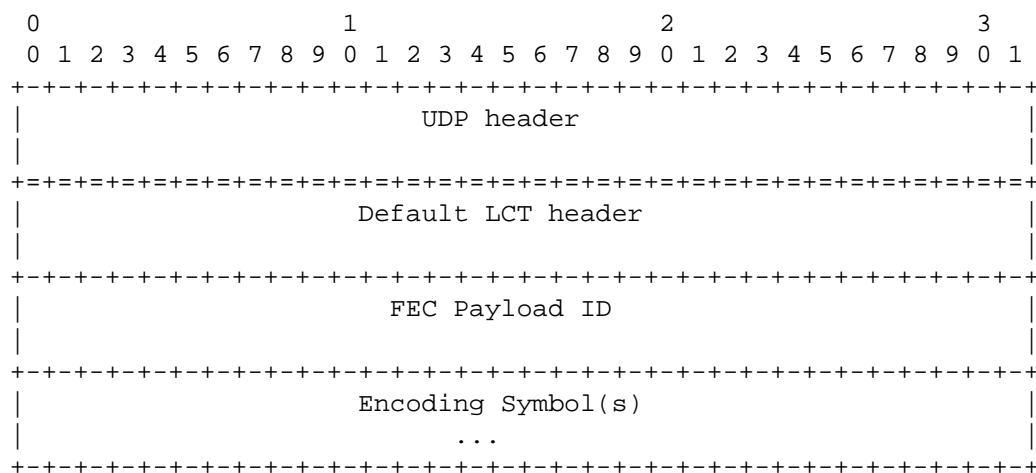 0                   1                   2                   3
 0 1 2 3 4 5 6 7 8 9 0 1 2 3 4 5 6 7 8 9 0 1 2 3 4 5 6 7 8 9 0 1
+-+-+-+-+-+-+-+-+-+-+-+-+-+-+-+-+-+-+-+-+-+-+-+-+-+-+-+-+-+-+-+-+
|                         UDP header                            |
|                                                               |
+=+=+=+=+=+=+=+=+=+=+=+=+=+=+=+=+=+=+=+=+=+=+=+=+=+=+=+=+=+=+=+=+
|                     Default LCT header                        |
|                                                               |
+-+-+-+-+-+-+-+-+-+-+-+-+-+-+-+-+-+-+-+-+-+-+-+-+-+-+-+-+-+-+-+-+
|                       FEC Payload ID                          |
|                                                               |
+-+-+-+-+-+-+-+-+-+-+-+-+-+-+-+-+-+-+-+-+-+-+-+-+-+-+-+-+-+-+-+-+
|                     Encoding Symbol(s)                        |
|                           ...                                 |
+-+-+-+-+-+-+-+-+-+-+-+-+-+-+-+-+-+-+-+-+-+-+-+-+-+-+-+-+-+-+-+-+